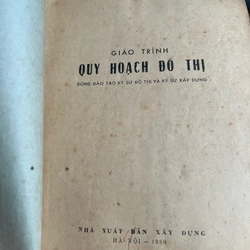 GIÁO TRÌNH
QUY HOẠCH ĐÔ THỊ
DÙNG ĐÀO TẠO KỸ SƯ ĐÔ THỊ VÀ KỸ SƯ XÂY DỰNG
NHÀ XUẤT BẢN XÂY DỰNG
HÀ NỘI –